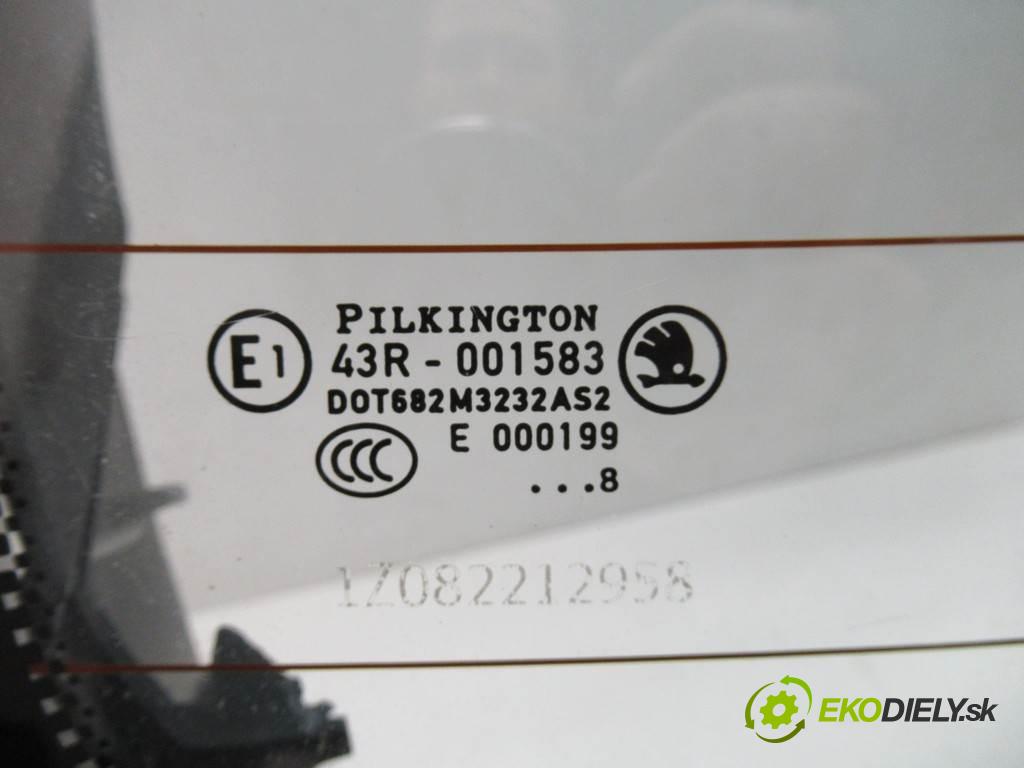 PILKINGTON
E1
43R - 001583
DOT682M3232AS2
CCC
E 000199
...8
1Z082212958
EKODIELY.sk